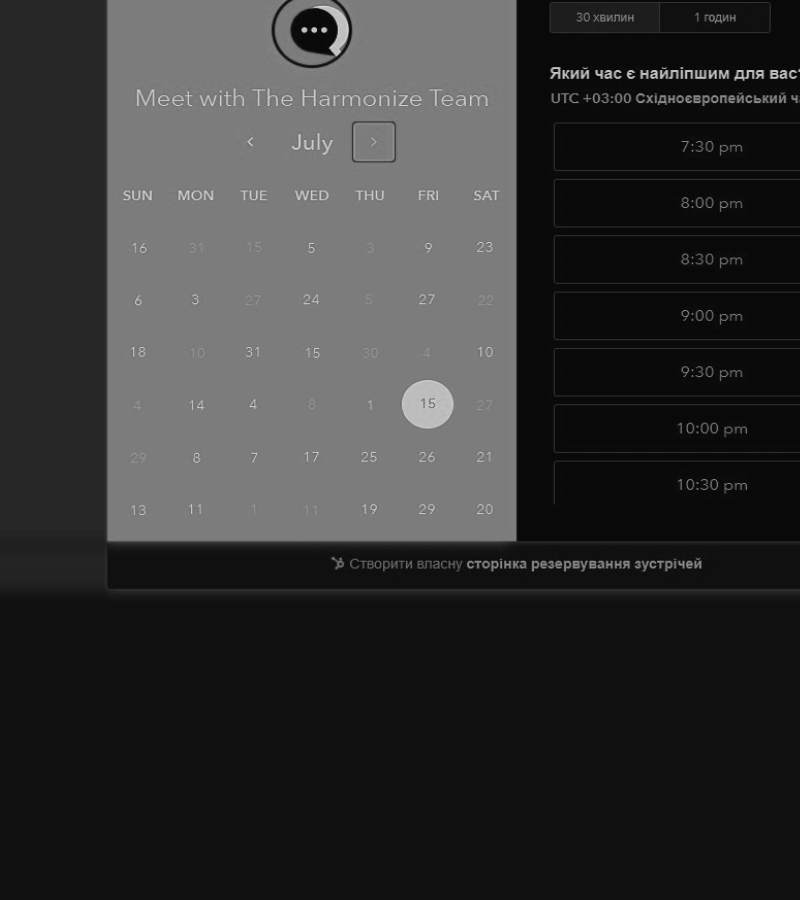 30 хвилин 1 годин
Meet with The Harmonize Team
Який час є найліпшим для вас
UTC +03:00 Східноєвропейський
July
SUN MON TUE WED THU FRI SAT
16 31 15 5 3 9 23
6 3 27 24 5 27 22
18 10 31 15 30 4 10
4 14 4 8 1 15 27
29 8 7 17 25 26 21
13 11 1 11 19 29 20
7:30 pm
8:00 pm
8:30 pm
9:00 pm
9:30 pm
10:00 pm
10:30 pm
Створити власну сторінка резервування зустрічей